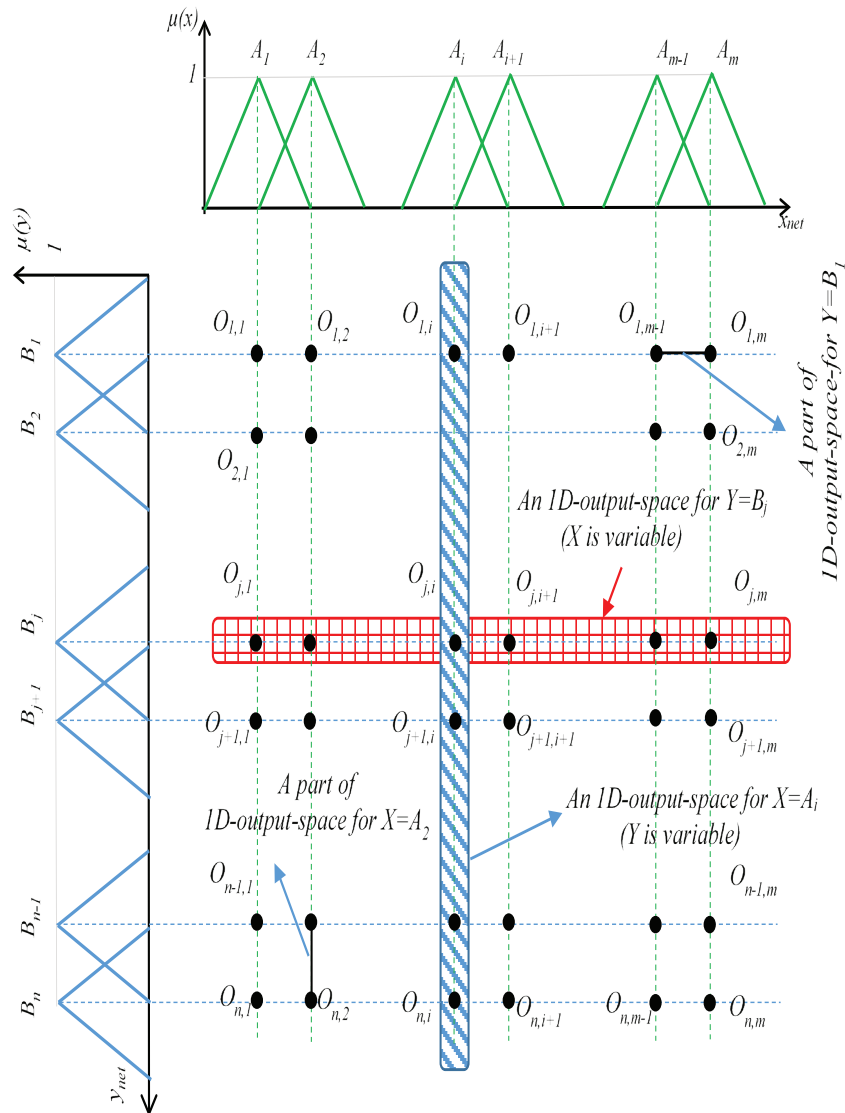 μ(x)
A1 A2 Ai Ai+1 Am-1 Am
1
xnet
μ(y)
1
O1,1 O1,2 O1,i O1,i+1 O1,m-1 O1,m
B1
A part of
1D-output-space-for Y=B1
B2
O2,1 O2,m
An 1D-output-space for Y=Bj
(X is variable)
Oj,1 Oj,i Oj,i+1 Oj,m
Bj
Bj+1
Oj+1,1 Oj+1,i Oj+1,i+1 Oj+1,m
A part of
1D-output-space for X=A2
An 1D-output-space for X=Ai
(Y is variable)
On-1,1 On-1,m
Bn-1
Bn
On,1 On,2 On,i On,i+1 On,m-1 On,m
ynet